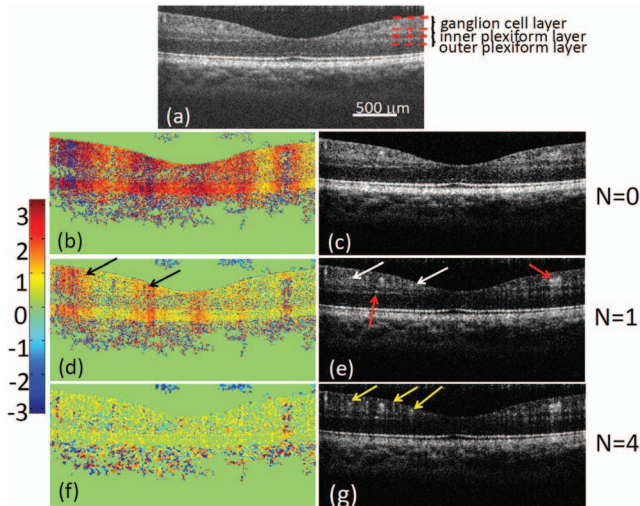 ganglion cell layer
inner plexiform layer
outer plexiform layer
(a)
500 um
(b)
(c)
N=0
3
2
1
0
-1
-2
-3
(d)
(e)
N=1
(f)
(g)
N=4